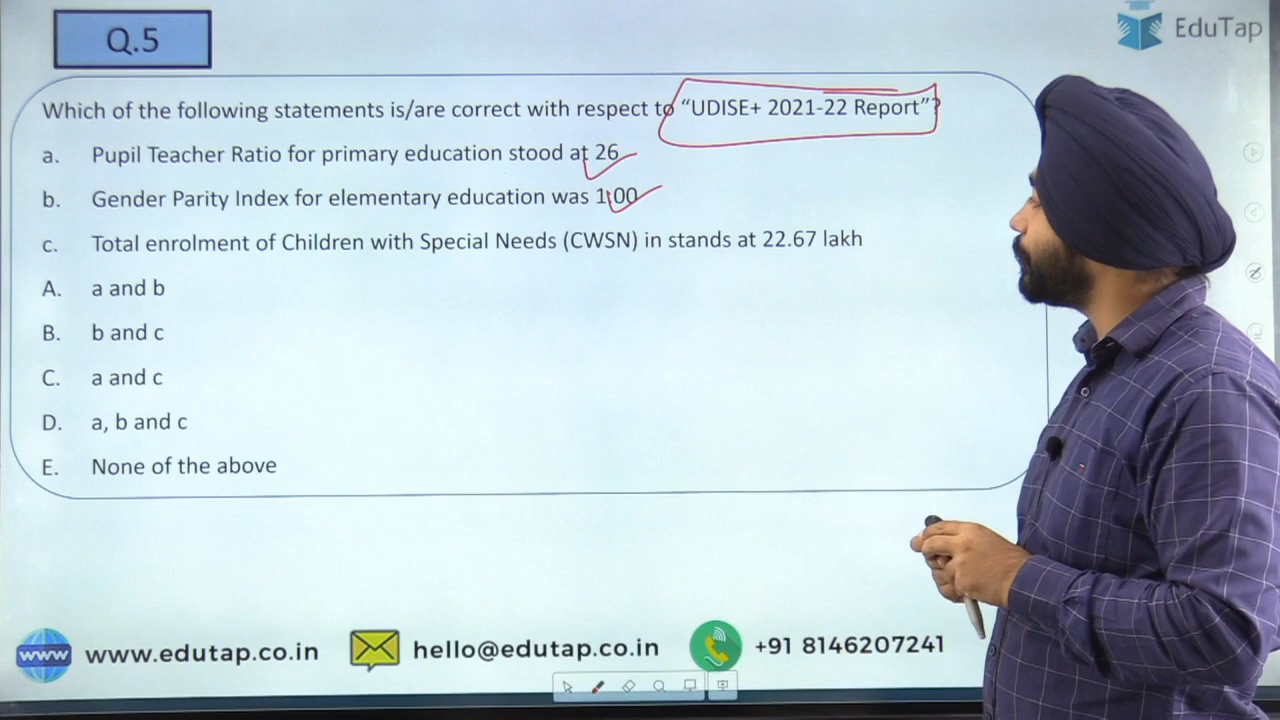 Q.5
EduTap
Which of the following statements is/are correct with respect to “UDISE+ 2021-22 Report”?
a. Pupil Teacher Ratio for primary education stood at 26
b. Gender Parity Index for elementary education was 1.00
c. Total enrolment of Children with Special Needs (CWSN) in stands at 22.67 lakh
A. a and b
B. b and c
C. a and c
D. a, b and c
E. None of the above
www www.edutap.co.in hello@edutap.co.in +91 8146207241